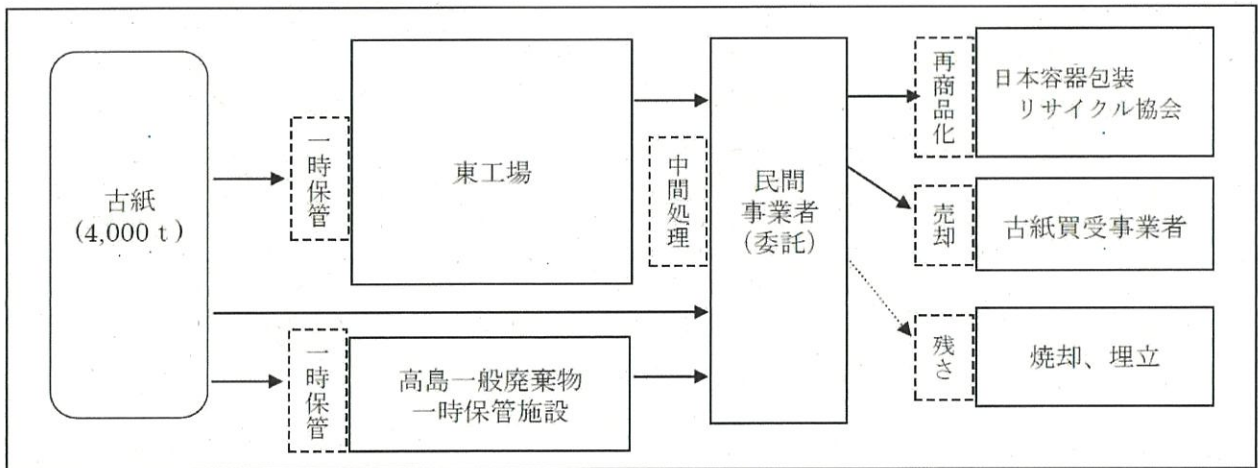 古紙
(4,000 t)
一時保管
東工場
一時保管
高島一般廃棄物
一時保管施設
中間処理
民間
事業者
(委託)
再商品化
日本容器包装
リサイクル協会
売却
古紙買受事業者
残さ
焼却、埋立